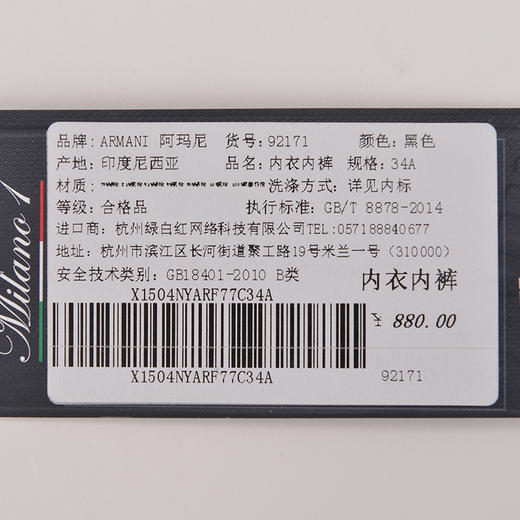 品牌: ARMANI 阿玛尼 货号: 92171 颜色: 黑色
产地: 印度尼西亚 品名: 内衣内裤 规格: 34A
材质: 洗涤方式: 详见内标
等级: 合格品 执行标准: GB/T 8878-2014
进口商: 杭州绿白红网络科技有限公司TEL:057188840677
地址: 杭州市滨江区长河街道聚工路19号米兰一号 (310000)
安全技术类别: GB18401-2010 B类
X1504NYARF77C34A
内衣内裤
¥ 880.00
X1504NYARF77C34A
92171
Milano 1